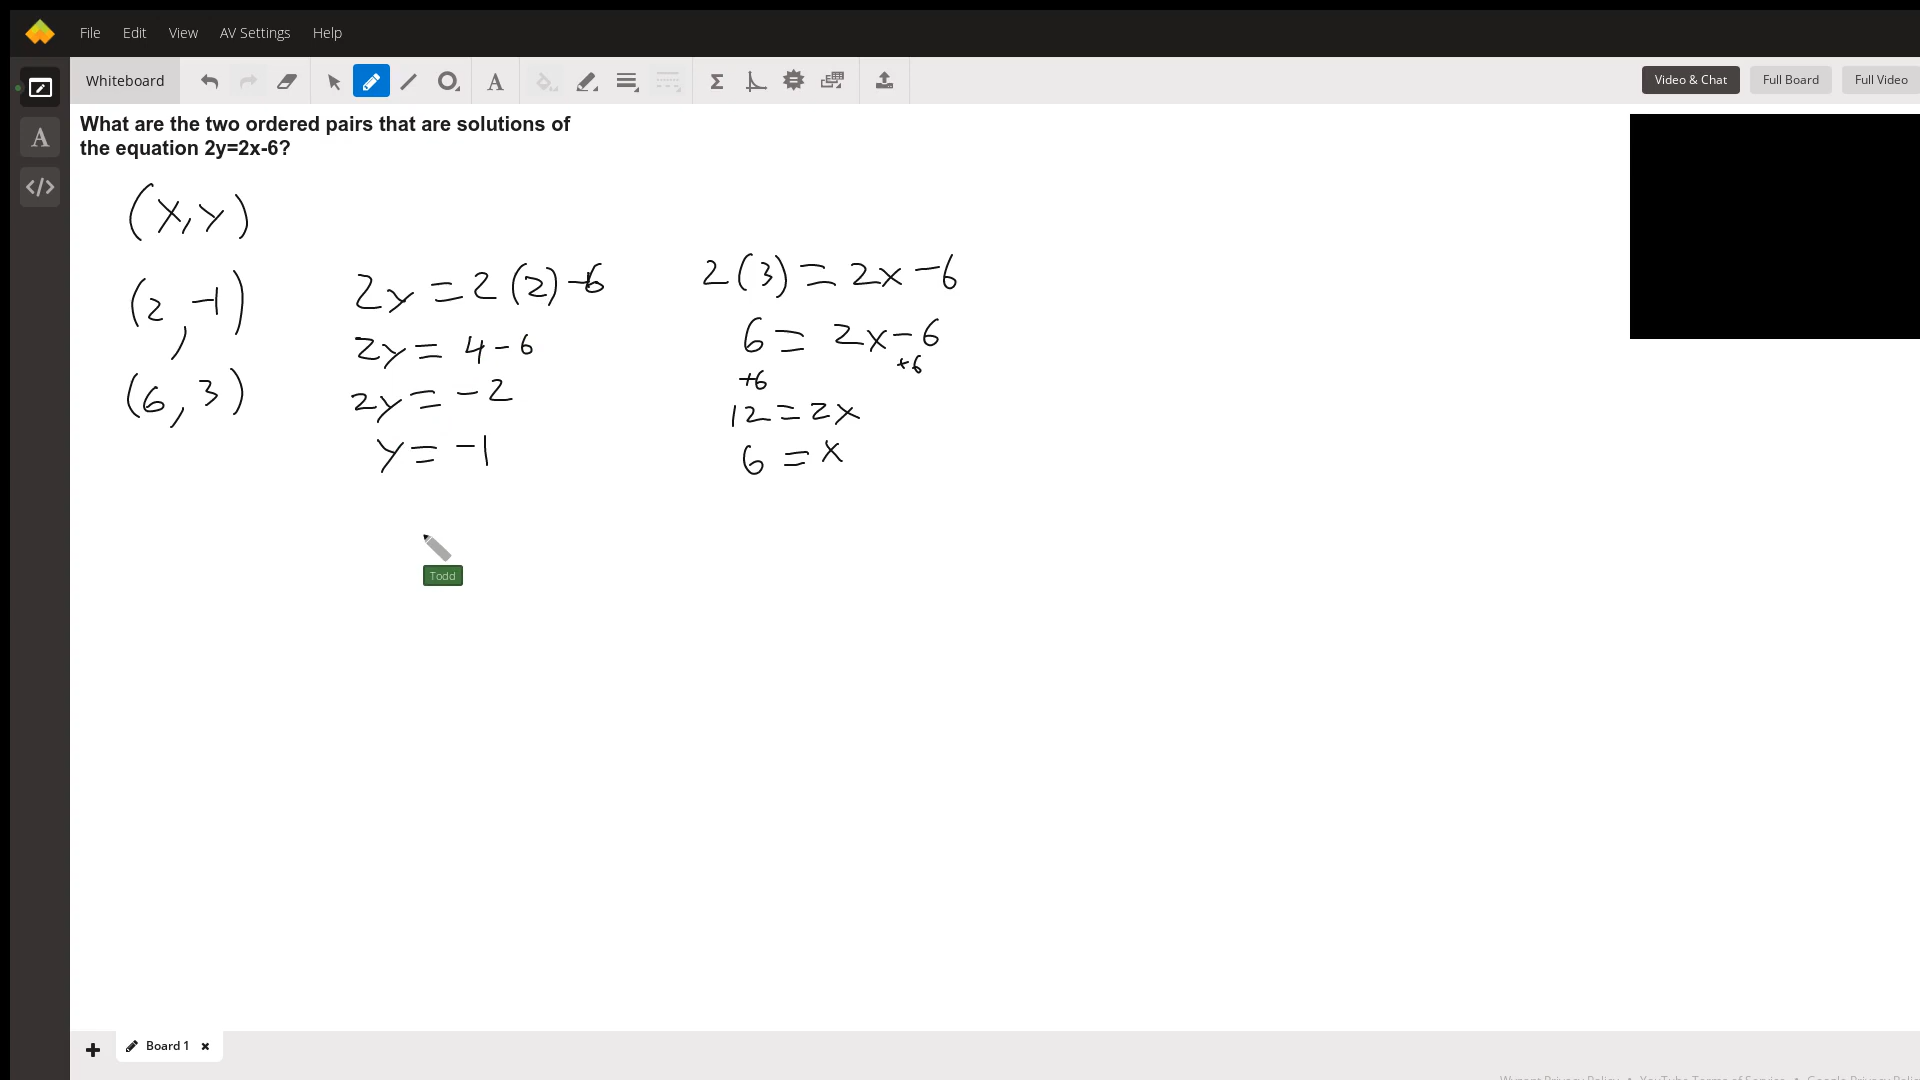 File Edit View AV Settings Help
Whiteboard
Video & Chat Full Board Full Video
What are the two ordered pairs that are solutions of
the equation 2y=2x-6?
(x,y)
(2,-1)
(6,3)
2y=2(2)-6
2y=4-6
2y=-2
y=-1
2(3)=2x-6
6=2x-6
+6 +6
12=2x
6=x
Todd
Board 1